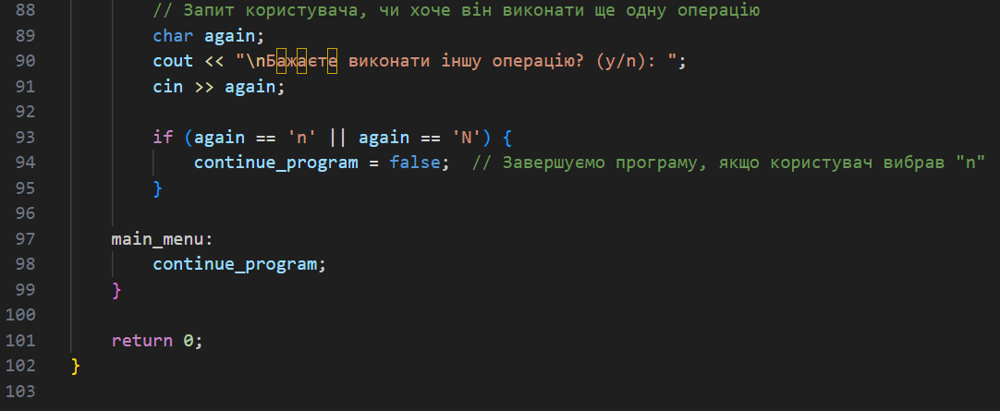 88 // Запит користувача, чи хоче він виконати ще одну операцію
89 char again;
90 cout << "\nБажаєте виконати іншу операцію? (y/n): ";
91 cin >> again;
92
93 if (again == 'n' || again == 'N') {
94 continue_program = false;  // Завершуємо програму, якщо користувач вибрав "n"
95 }
96
97 main_menu:
98 continue_program;
99 }
100
101 return 0;
102 }
103